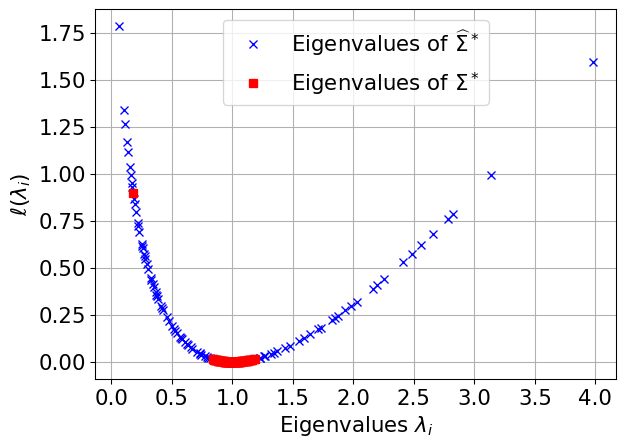 Eigenvalues of Σ̂*
Eigenvalues of Σ*
1.75
1.50
1.25
1.00
0.75
0.50
0.25
0.00
ℓ(λᵢ)
0.0 0.5 1.0 1.5 2.0 2.5 3.0 3.5 4.0
Eigenvalues λᵢ